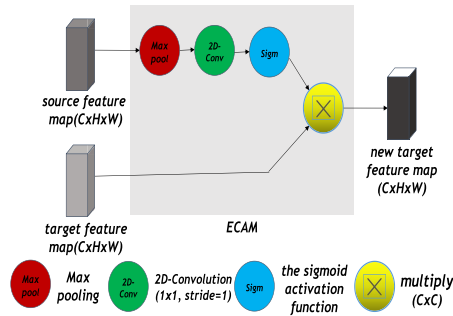 Max pool
2D-Conv
Sigm
source feature map(CxHxW)
new target feature map (CxHxW)
target feature map(CxHxW)
ECAM
Max pool
Max pooling
2D-Conv
2D-Convolution (1x1, stride=1)
Sigm
the sigmoid activation function
multiply (CxC)